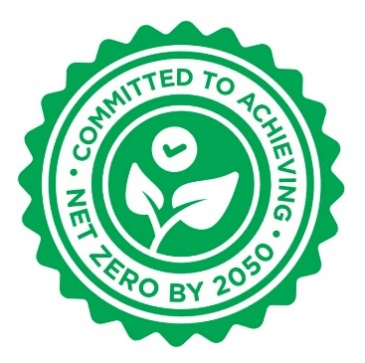 COMMITTED TO ACHIEVING
NET ZERO BY 2050